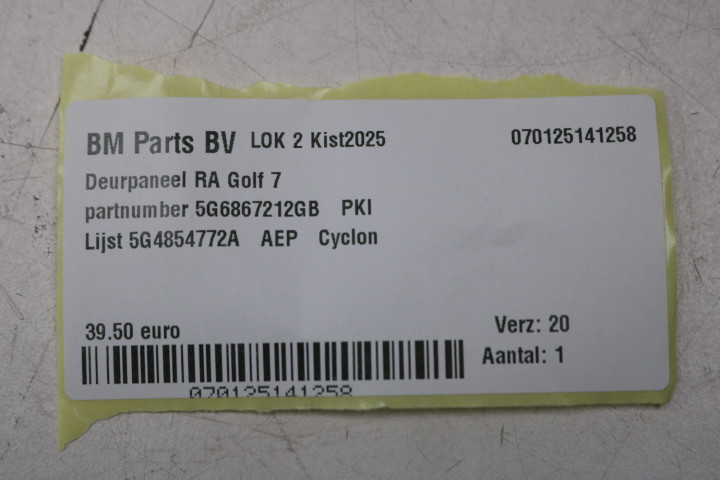 BM Parts BV LOK 2 Kist2025 070125141258
Deurpaneel RA Golf 7
partnumber 5G6867212GB PKI
Lijst 5G4854772A AEP Cyclon
39.50 euro Verz: 20
Aantal: 1
070125141258